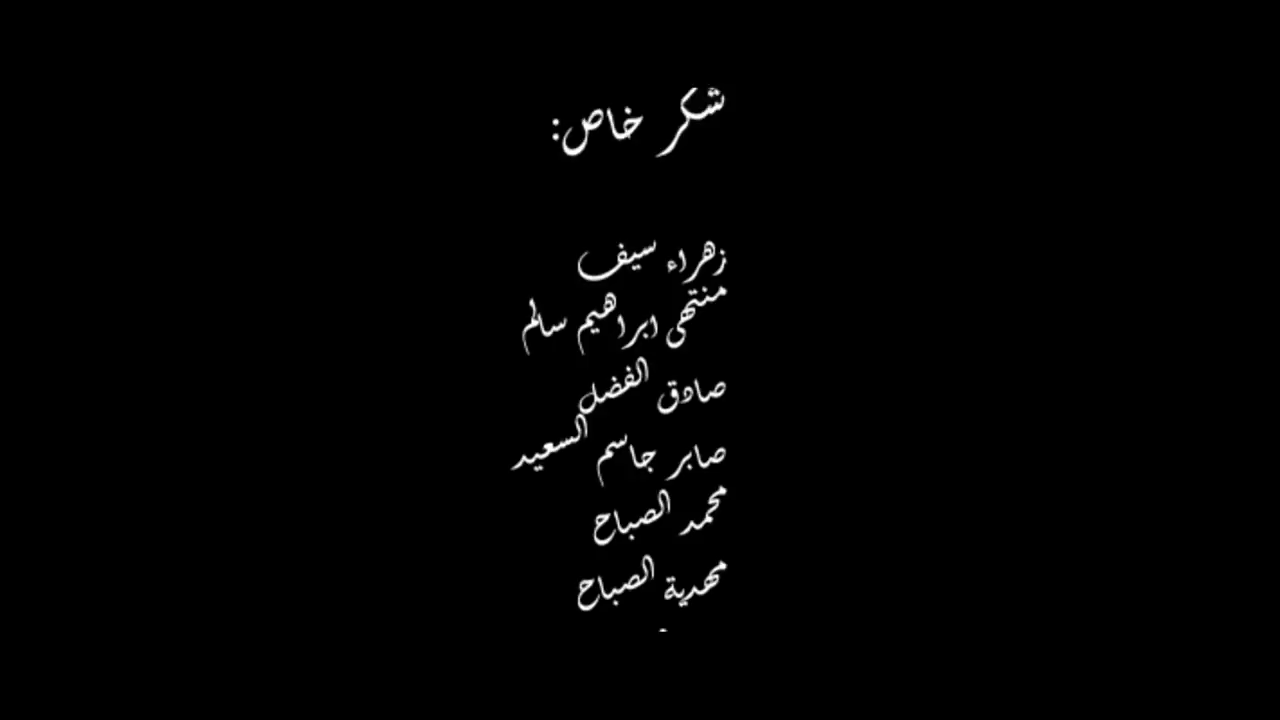 شكر خاص:
زهراء سيف
منتهى ابراهيم سالم
صادق الفضل
صابر جاسم السعيد
محمد الصباح
مهدية الصباح